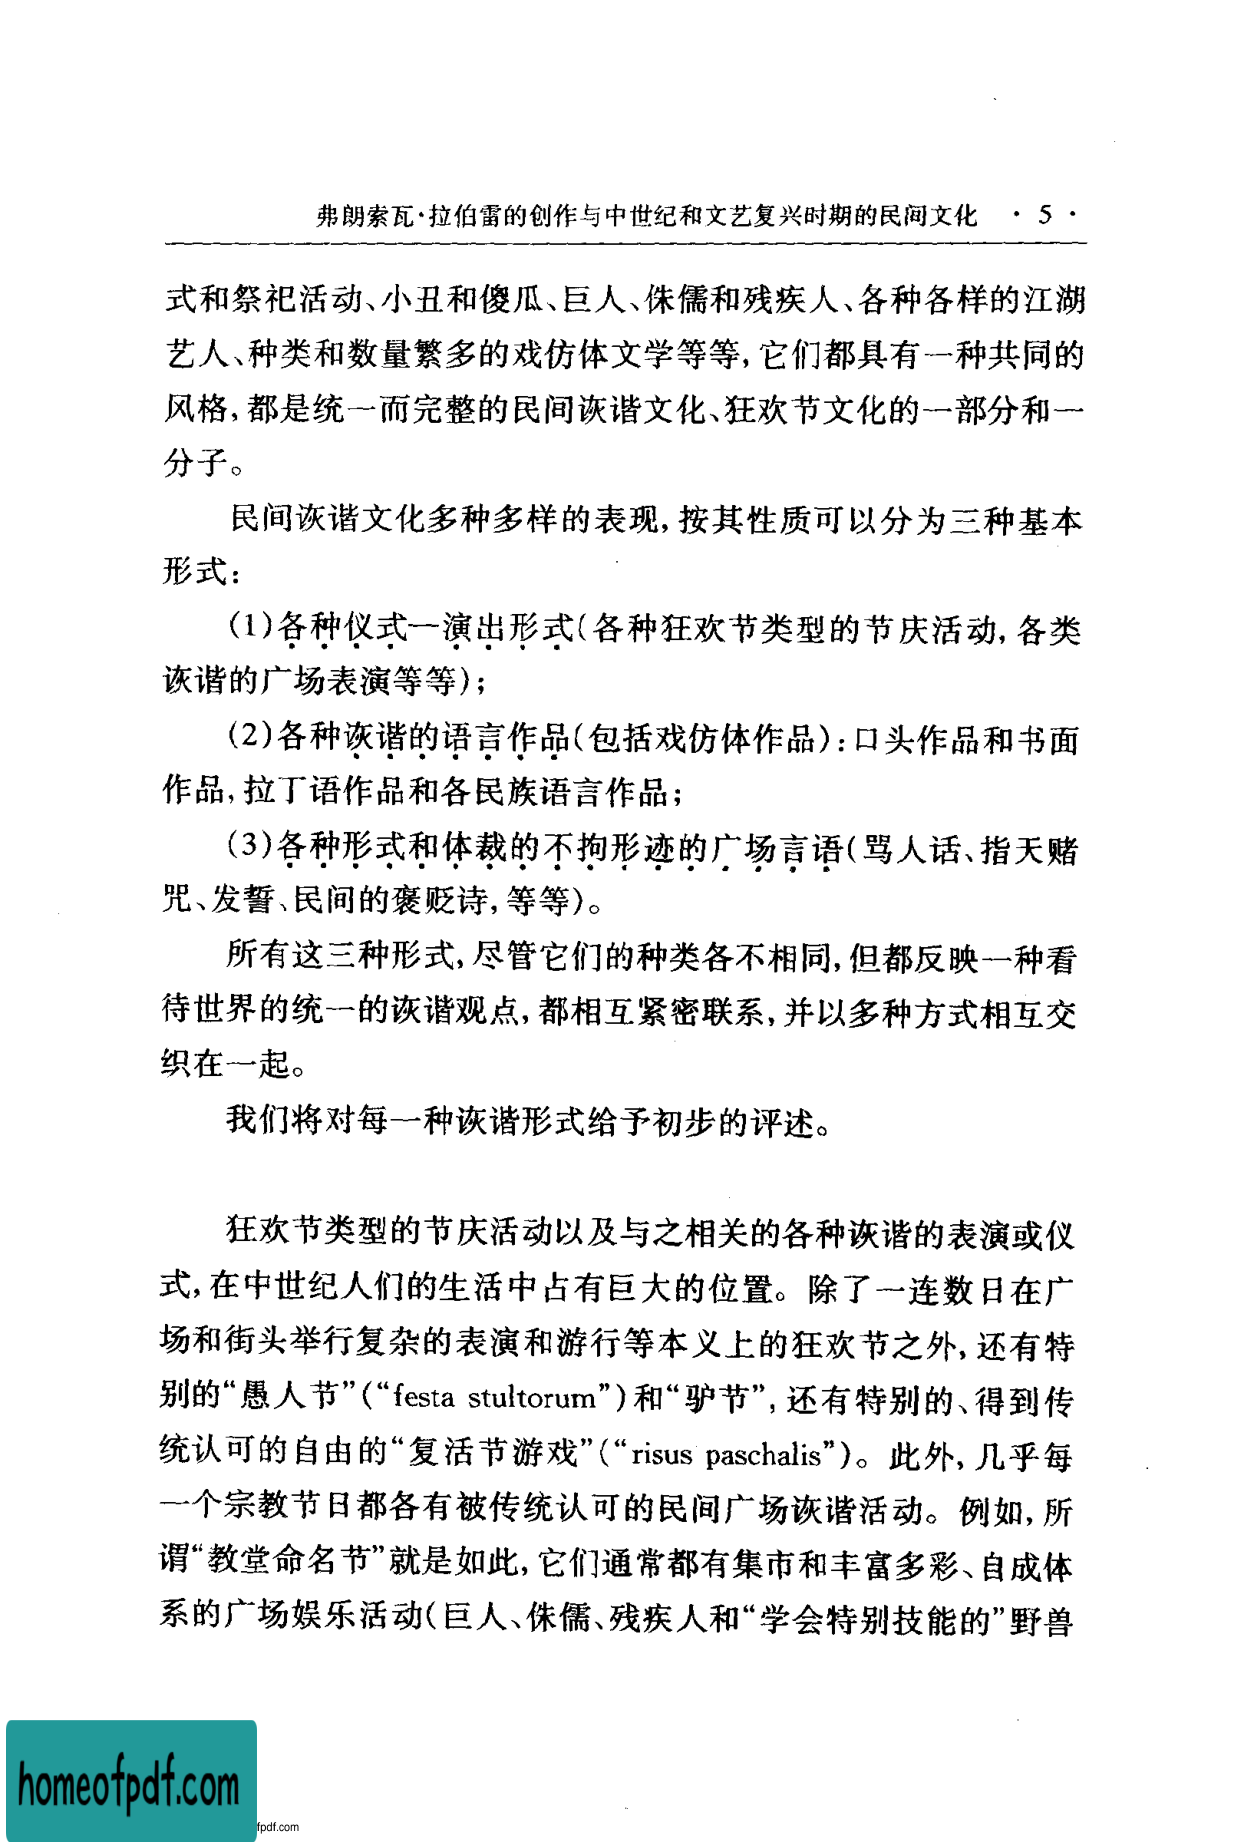 弗朗索瓦·拉伯雷的创作与中世纪和文艺复兴时期的民间文化 · 5 ·
式和祭祀活动、小丑和傻瓜、巨人、侏儒和残疾人、各种各样的江湖
艺人、种类和数量繁多的戏仿体文学等等,它们都具有一种共同的
风格,都是统一而完整的民间诙谐文化、狂欢节文化的一部分和一
分子。
民间诙谐文化多种多样的表现,按其性质可以分为三种基本
形式:
(1)各种仪式一演出形式(各种狂欢节类型的节庆活动,各类
诙谐的广场表演等等);
(2)各种诙谐的语言作品(包括戏仿体作品):口头作品和书面
作品,拉丁语作品和各民族语言作品;
(3)各种形式和体裁的不拘形迹的广场言语(骂人话、指天赌
咒、发誓、民间的褒贬诗,等等)。
所有这三种形式,尽管它们的种类各不相同,但都反映一种看
待世界的统一的诙谐观点,都相互紧密联系,并以多种方式相互交
织在一起。
我们将对每一种诙谐形式给予初步的评述。
狂欢节类型的节庆活动以及与之相关的各种诙谐的表演或仪
式,在中世纪人们的生活中占有巨大的位置。除了一连数日在广
场和街头举行复杂的表演和游行等本义上的狂欢节之外,还有特
别的“愚人节”(“festa stultorum”)和“驴节”,还有特别的、得到传
统认可的自由的“复活节游戏”(“risus paschalis”)。此外,几乎每
一个宗教节日都各有被传统认可的民间广场诙谐活动。例如,所
谓“教堂命名节”就是如此,它们通常都有集市和丰富多彩、自成体
系的广场娱乐活动(巨人、侏儒、残疾人和“学会特别技能的”野兽
homeofpdf.com
fpdf.com